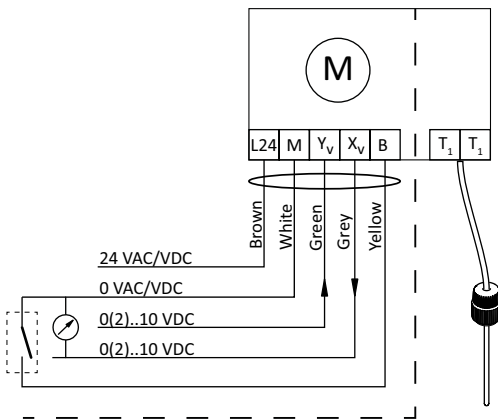 M
L24 M Yv Xv B T1 T1
Brown
White
Green
Grey
Yellow
24 VAC/VDC
0 VAC/VDC
0(2)..10 VDC
0(2)..10 VDC